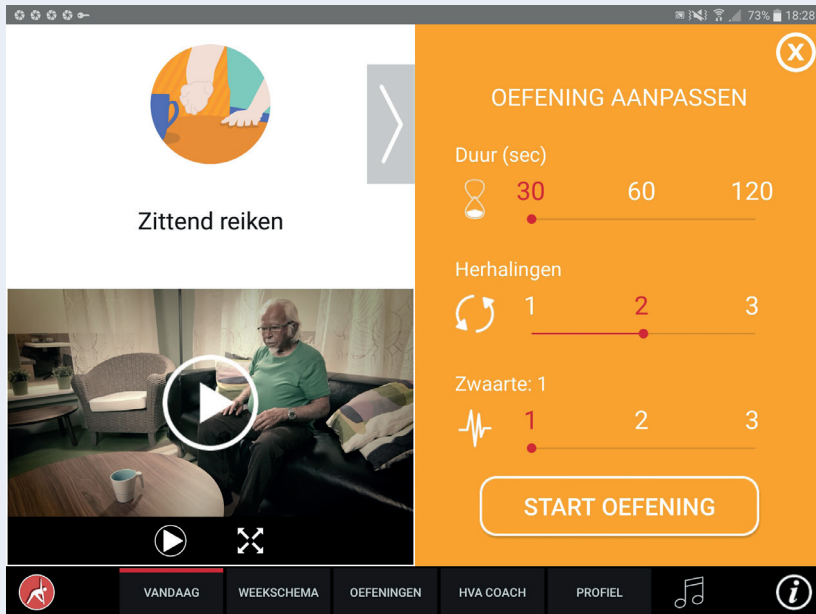 73% 18:28
X
OEFENING AANPASSEN
Zittend reiken
Duur (sec)
30 60 120
Herhalingen
1 2 3
Zwaarte: 1
1 2 3
START OEFENING
VANDAAG WEEKSCHEMA OEFENINGEN HVA COACH PROFIEL i